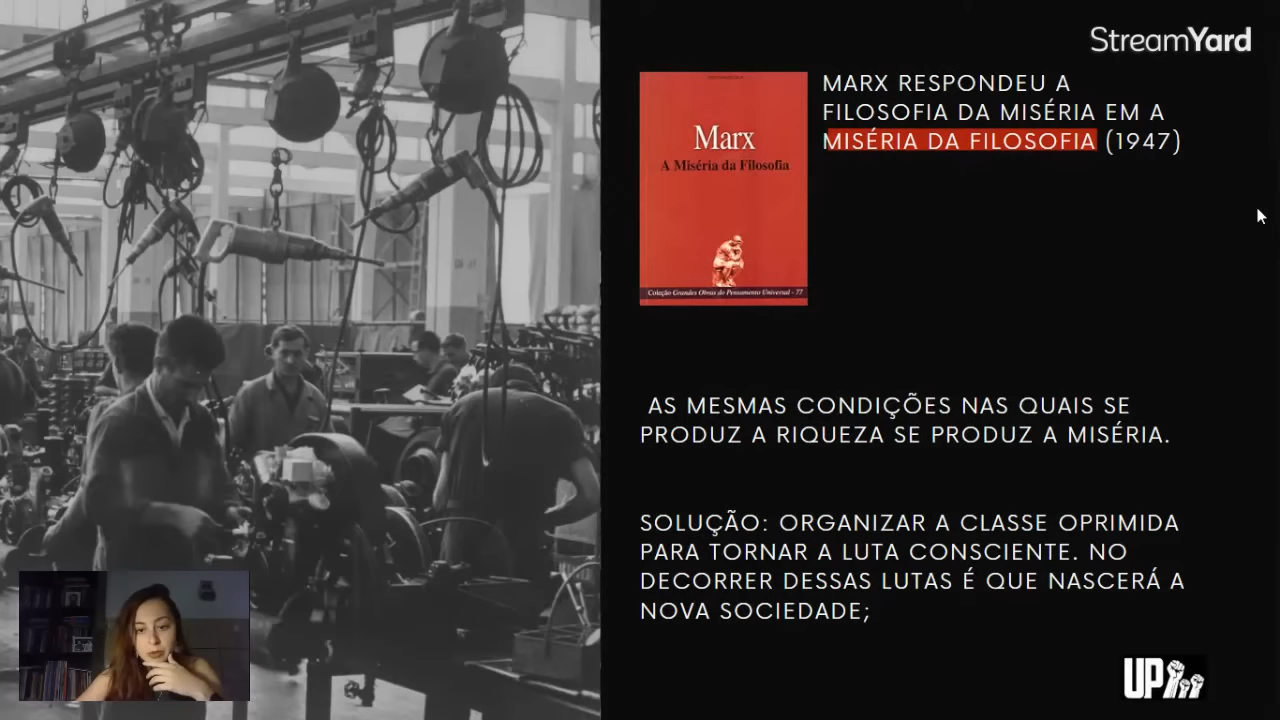 StreamYard
MARX RESPONDEU A
FILOSOFIA DA MISÉRIA EM A
MISÉRIA DA FILOSOFIA (1947)
Marx
A Miséria da Filosofia
Coleção Grandes Obras do Pensamento Universal - 77
AS MESMAS CONDIÇÕES NAS QUAIS SE
PRODUZ A RIQUEZA SE PRODUZ A MISÉRIA.
SOLUÇÃO: ORGANIZAR A CLASSE OPRIMIDA
PARA TORNAR A LUTA CONSCIENTE. NO
DECORRER DESSAS LUTAS É QUE NASCERÁ A
NOVA SOCIEDADE;
UP